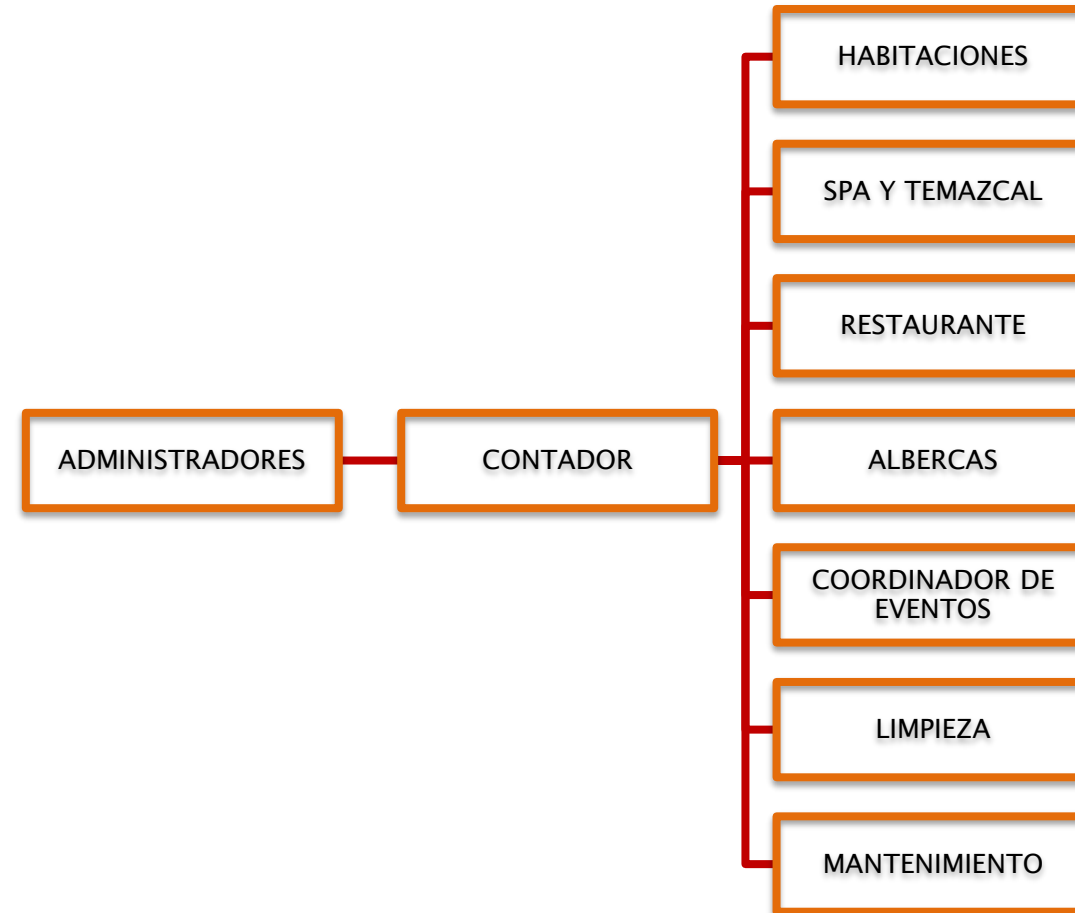 HABITACIONES
SPA Y TEMAZCAL
RESTAURANTE
ADMINISTRADORES
CONTADOR
ALBERCAS
COORDINADOR DE
EVENTOS
LIMPIEZA
MANTENIMIENTO